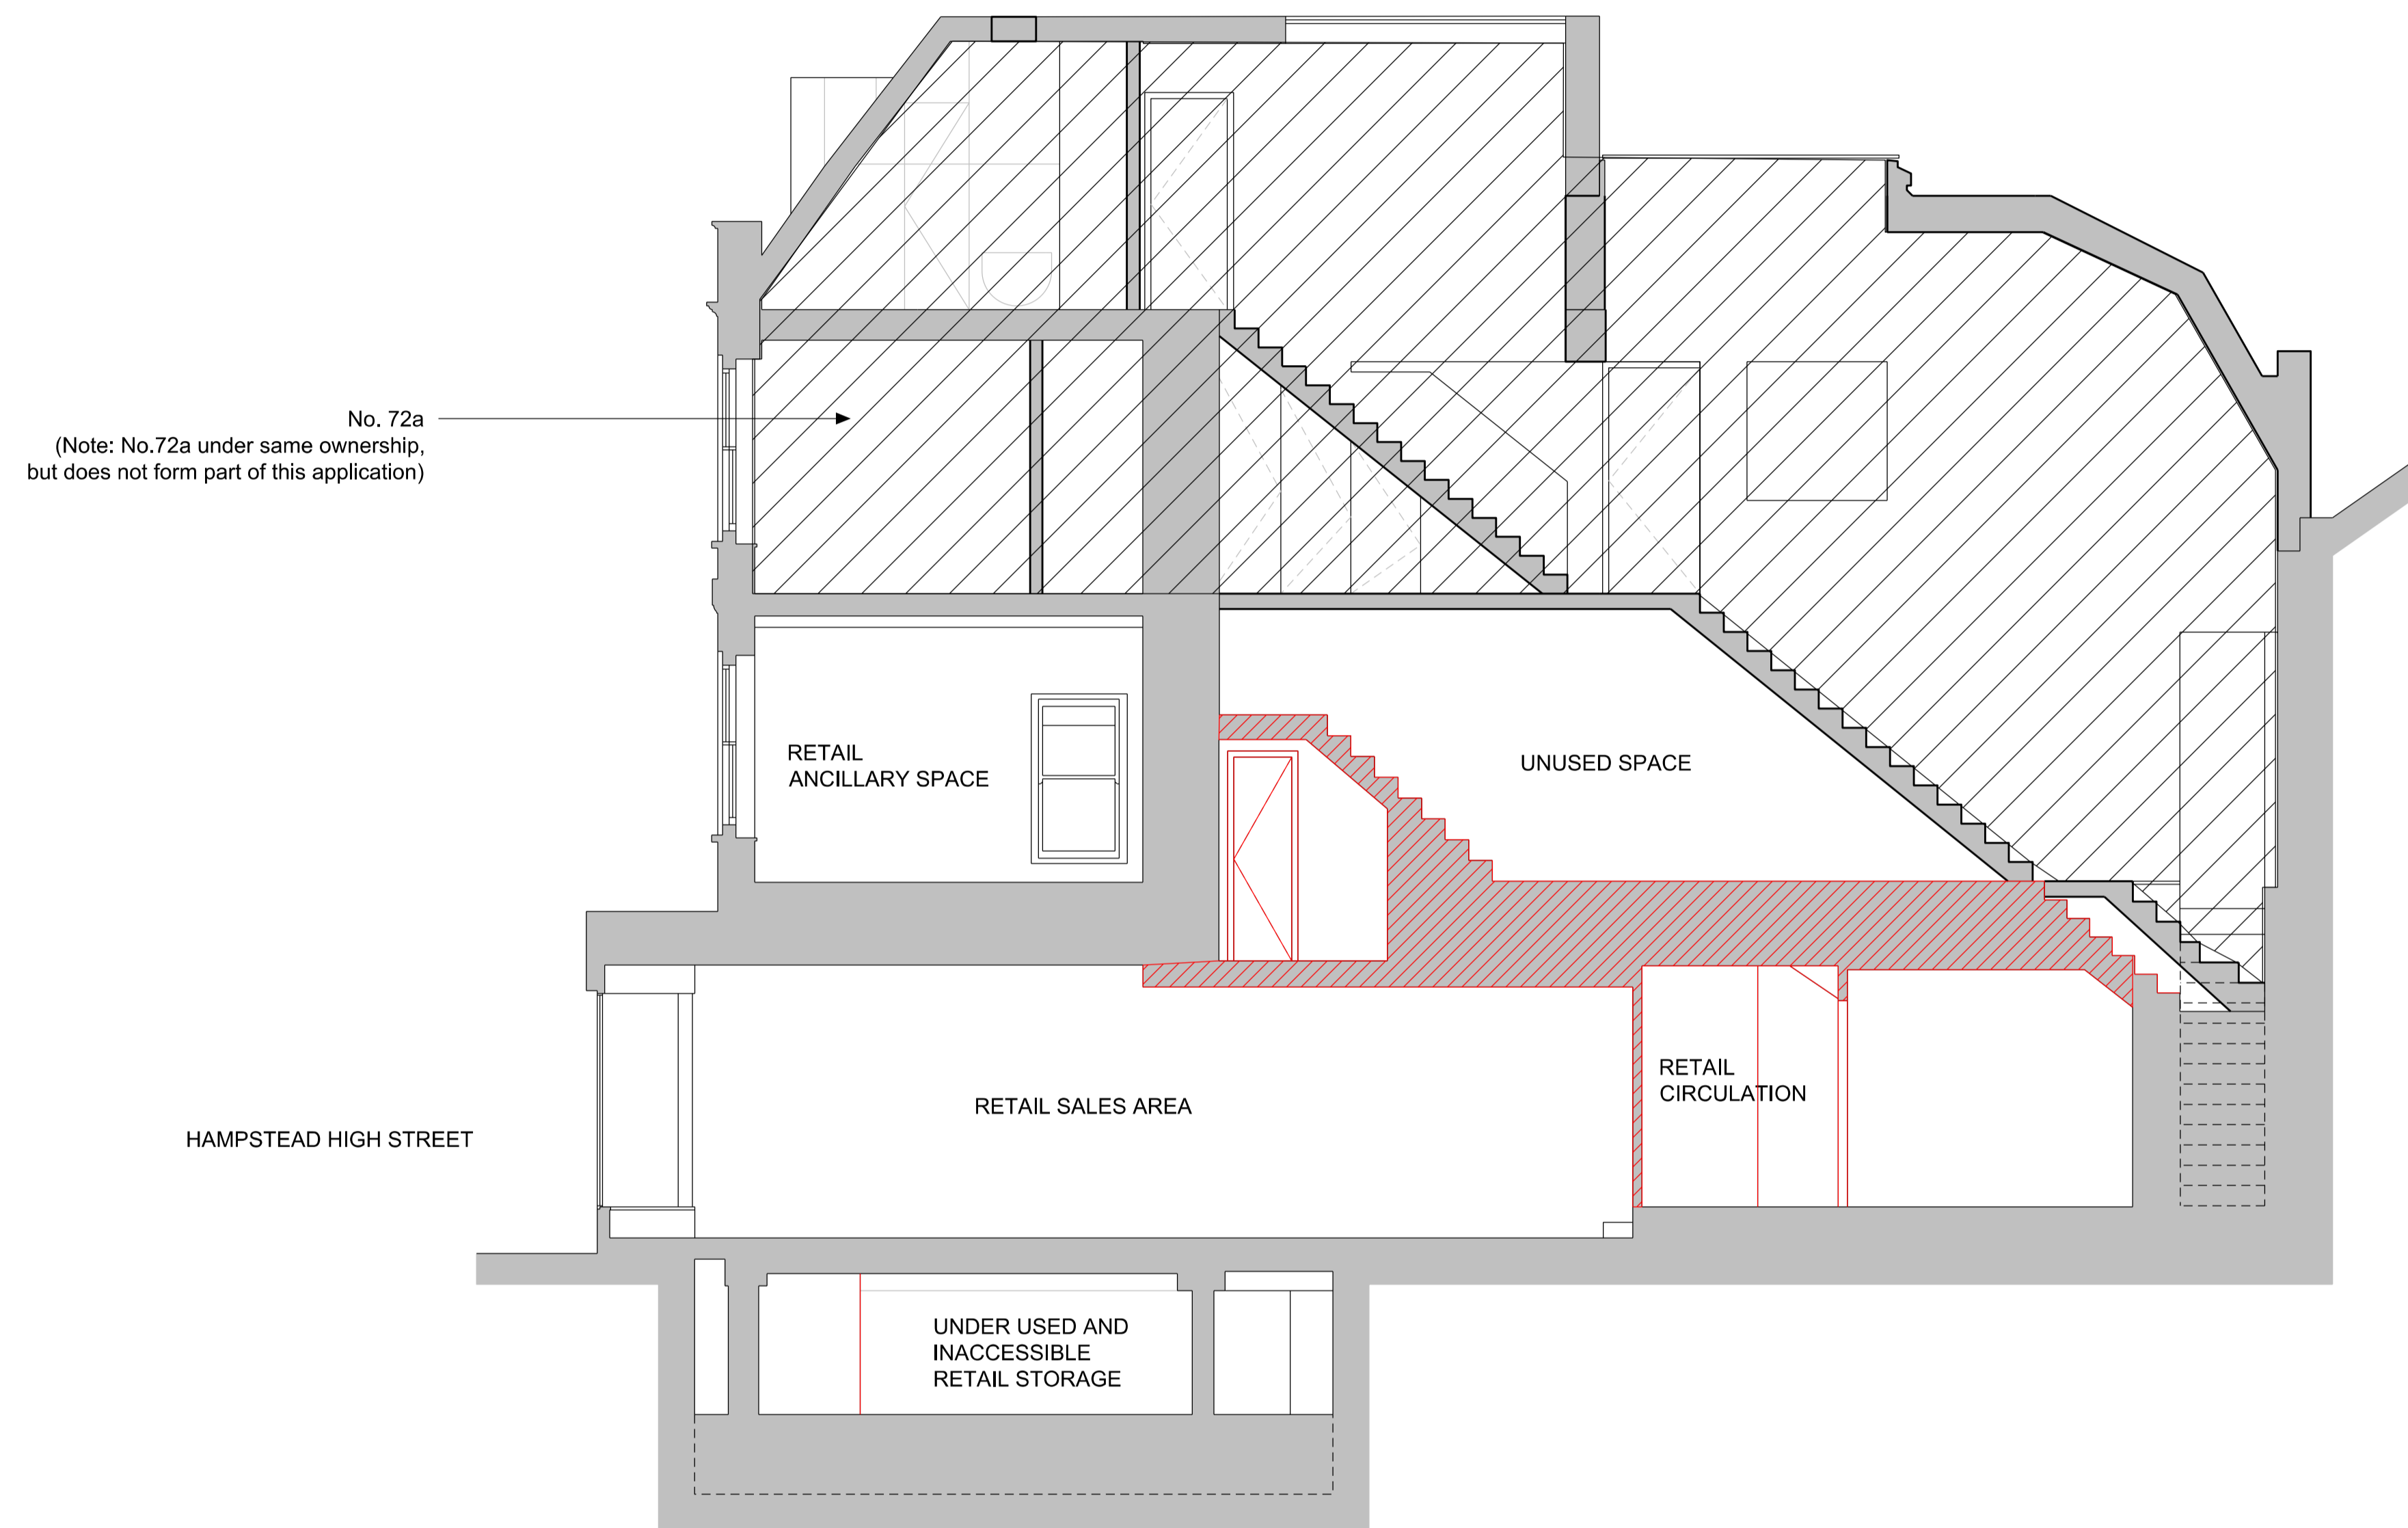 No. 72a
(Note: No.72a under same ownership,
but does not form part of this application)
RETAIL
ANCILLARY SPACE
UNUSED SPACE
RETAIL
CIRCULATION
RETAIL SALES AREA
HAMPSTEAD HIGH STREET
UNDER USED AND
INACCESSIBLE
RETAIL STORAGE